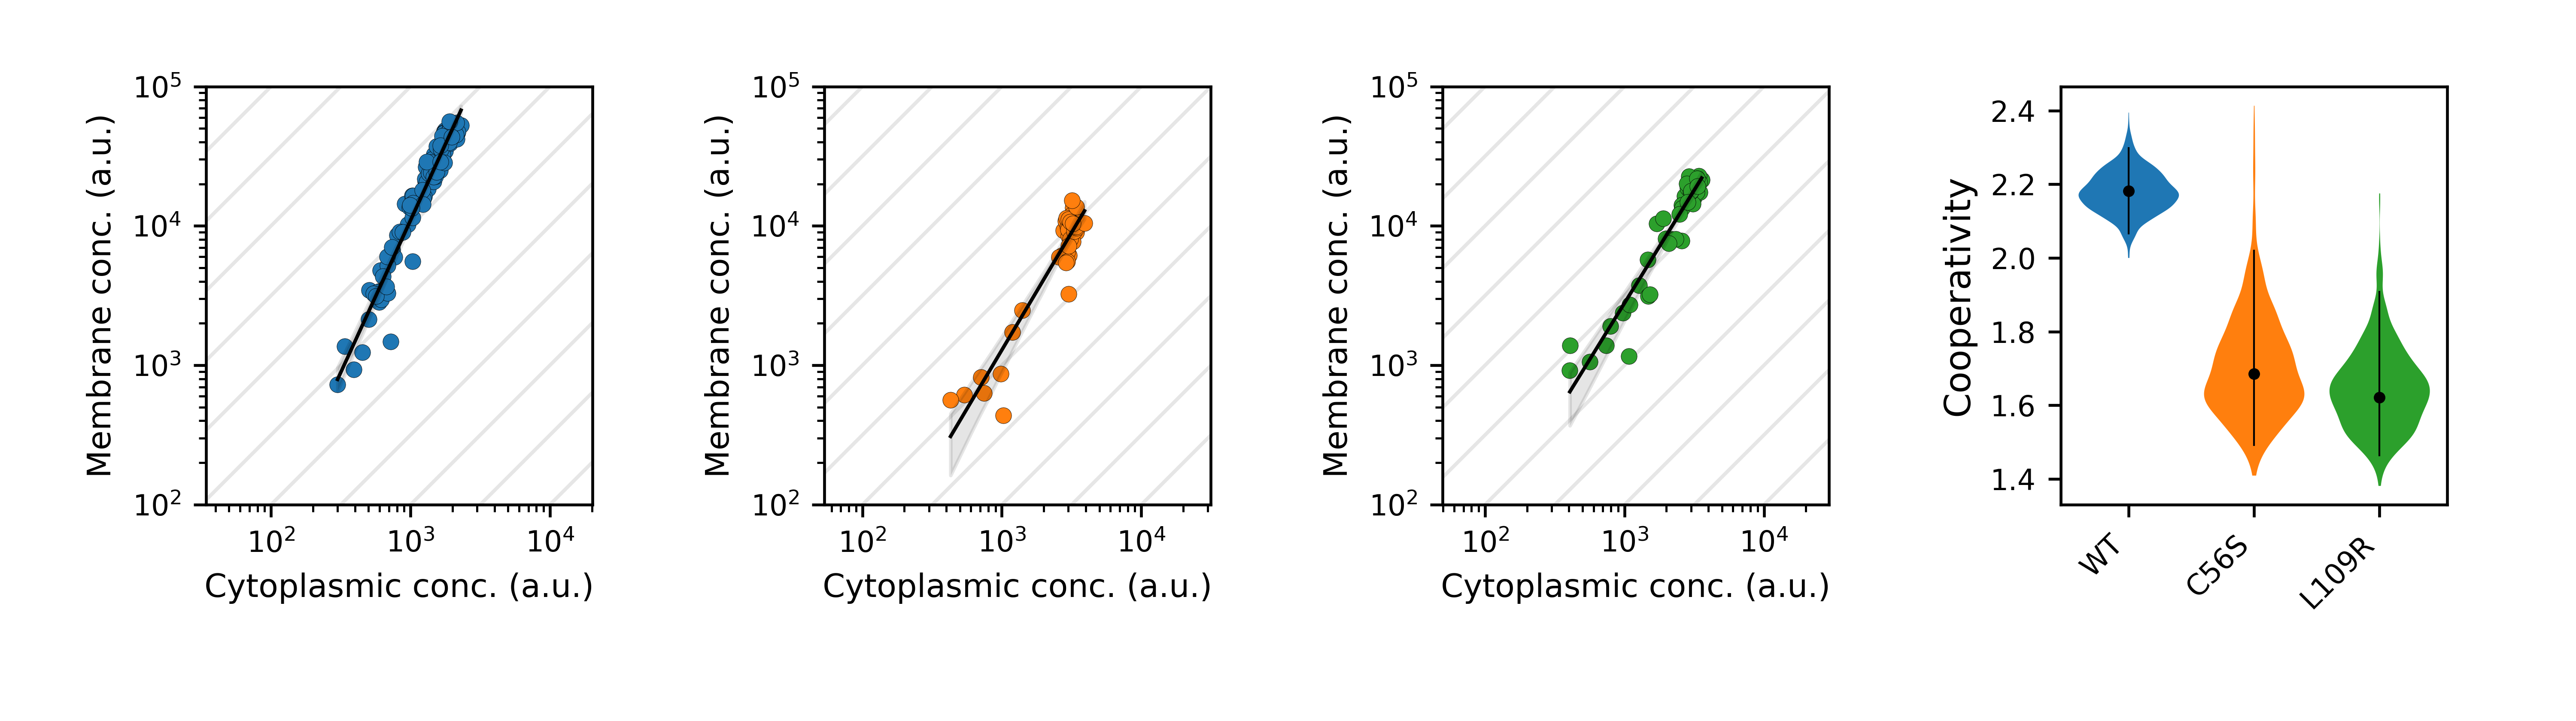 10⁵
10⁴
10³
10²
Membrane conc. (a.u.)
10² 10³ 10⁴
Cytoplasmic conc. (a.u.)
10⁵
10⁴
10³
10²
Membrane conc. (a.u.)
10² 10³ 10⁴
Cytoplasmic conc. (a.u.)
10⁵
10⁴
10³
10²
Membrane conc. (a.u.)
10² 10³ 10⁴
Cytoplasmic conc. (a.u.)
2.4
2.2
2.0
1.8
1.6
1.4
Cooperativity
WT
C56S
L109R